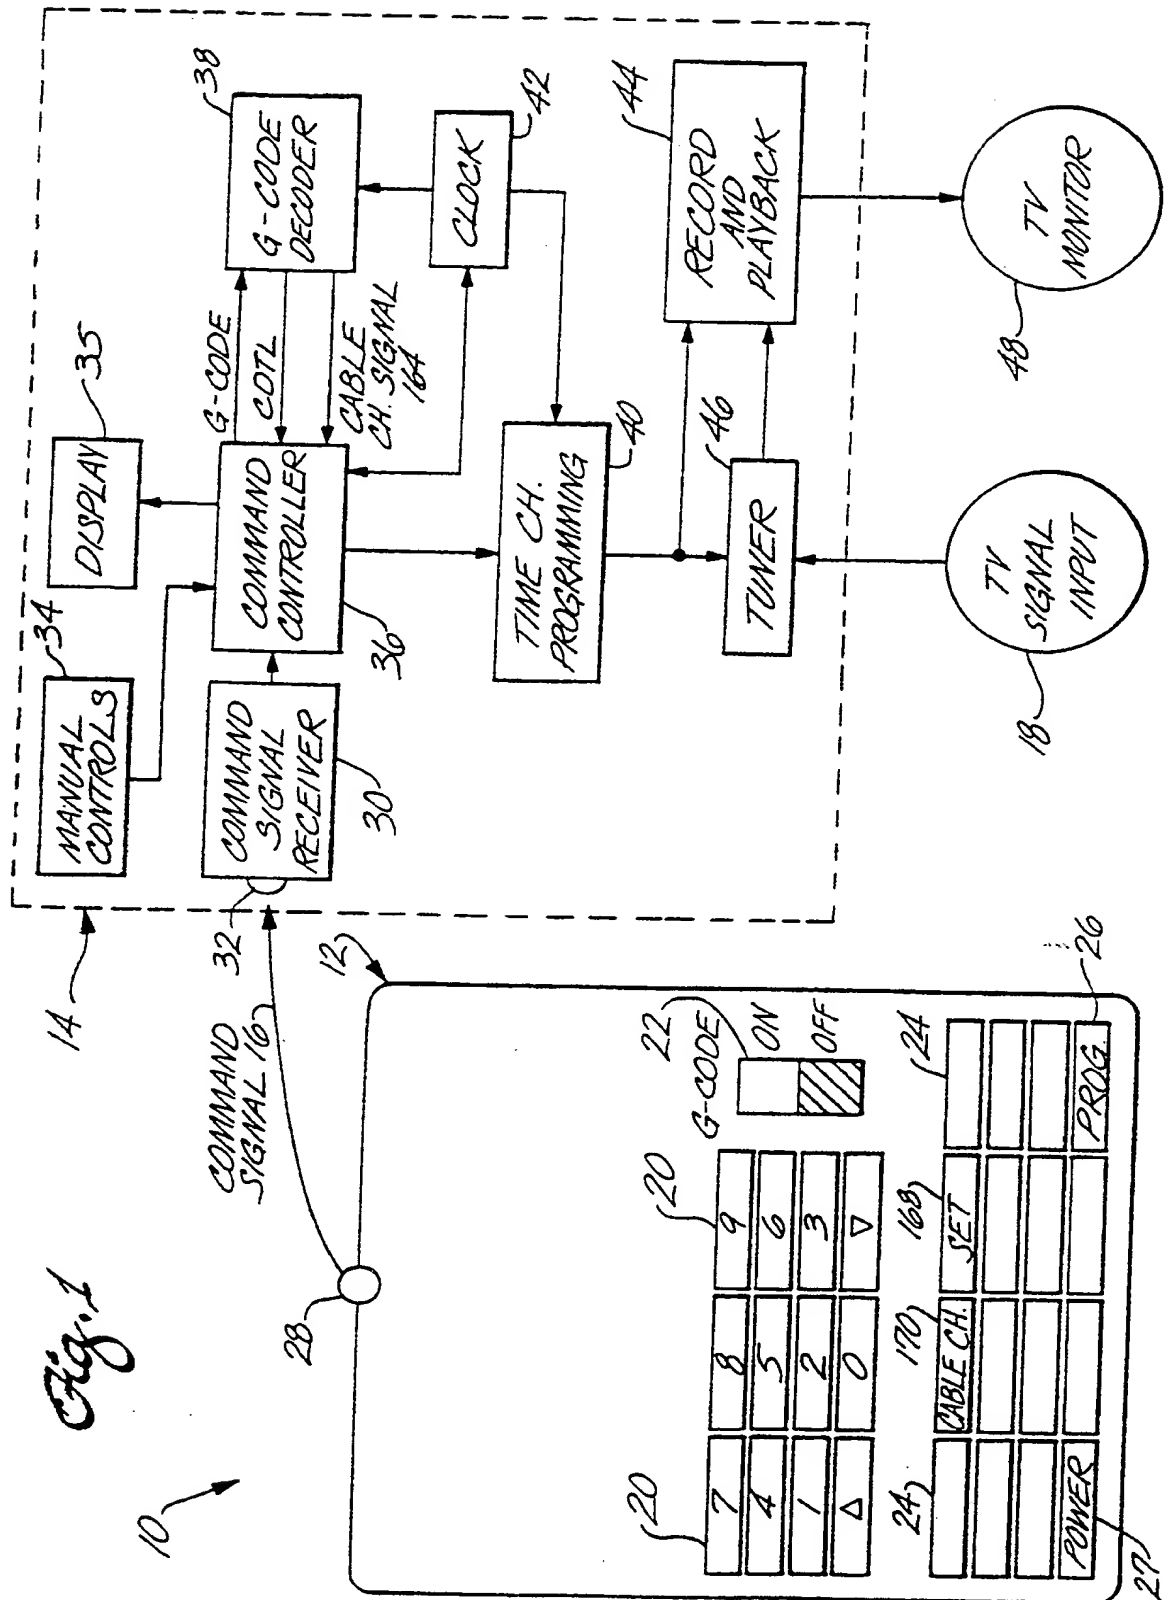 Fig. 1
10
12
14
28
COMMAND
SIGNAL 16
32
MANUAL
CONTROLS
34
DISPLAY
35
COMMAND
SIGNAL
RECEIVER
30
COMMAND
CONTROLLER
36
G-CODE
CDTL
CABLE
CH. SIGNAL
164
G-CODE
DECODER
38
CLOCK
42
TIME CH.
PROGRAMMING
40
TUNER
46
RECORD
AND
PLAYBACK
44
TV
SIGNAL
INPUT
18
TV
MONITOR
48
20
20
G-CODE
22
ON
OFF
7 8 9
4 5 6
1 2 3
△ 0 ▽
24
170
168
24
CABLE CH. SET
POWER PROG.
27
26